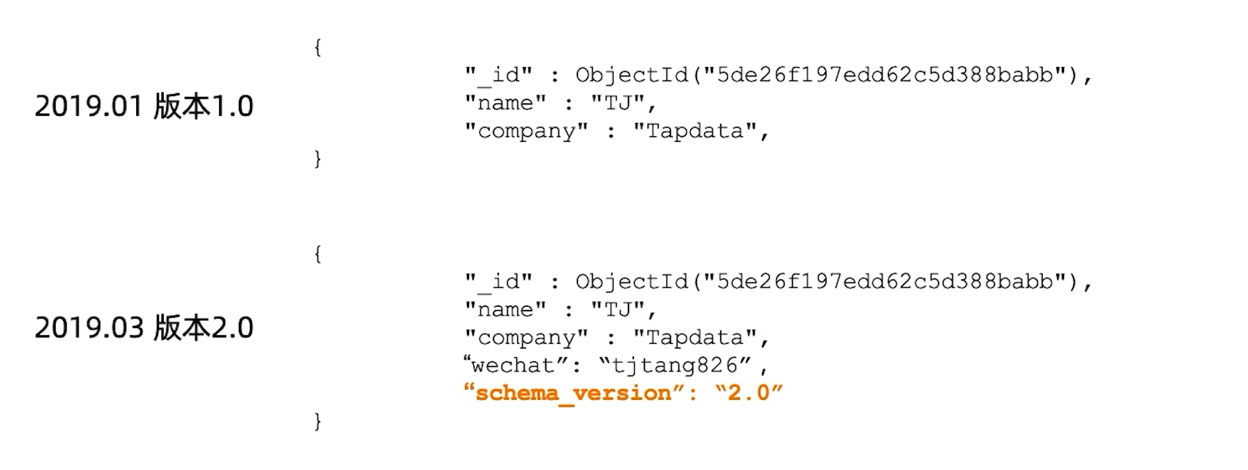 {
"_id" : ObjectId("5de26f197edd62c5d388babb"),
2019.01 版本1.0
"name" : "TJ",
"company" : "Tapdata",
}
{
"_id" : ObjectId("5de26f197edd62c5d388babb"),
"name" : "TJ",
2019.03 版本2.0
"company" : "Tapdata",
“wechat”: “tjtang826”,
“schema_version”: “2.0”
}